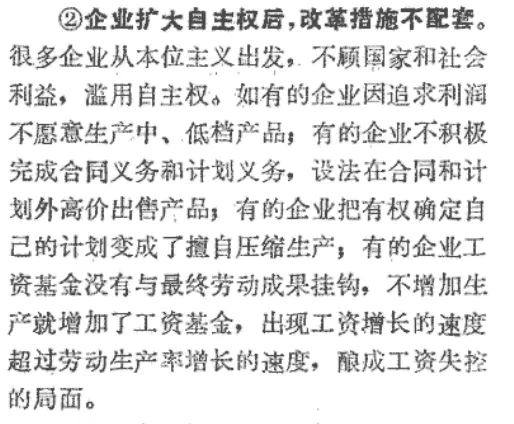 ②企业扩大自主权后，改革措施不配套。
很多企业从本位主义出发，不顾国家和社会
利益，滥用自主权。如有的企业因追求利润
不愿意生产中、低档产品；有的企业不积极
完成合同义务和计划义务，设法在合同和计
划外高价出售产品；有的企业把有权确定自
己的计划变成了擅自压缩生产；有的企业工
资基金没有与最终劳动成果挂钩，不增加生
产就增加了工资基金，出现工资增长的速度
超过劳动生产率增长的速度，酿成工资失控
的局面。